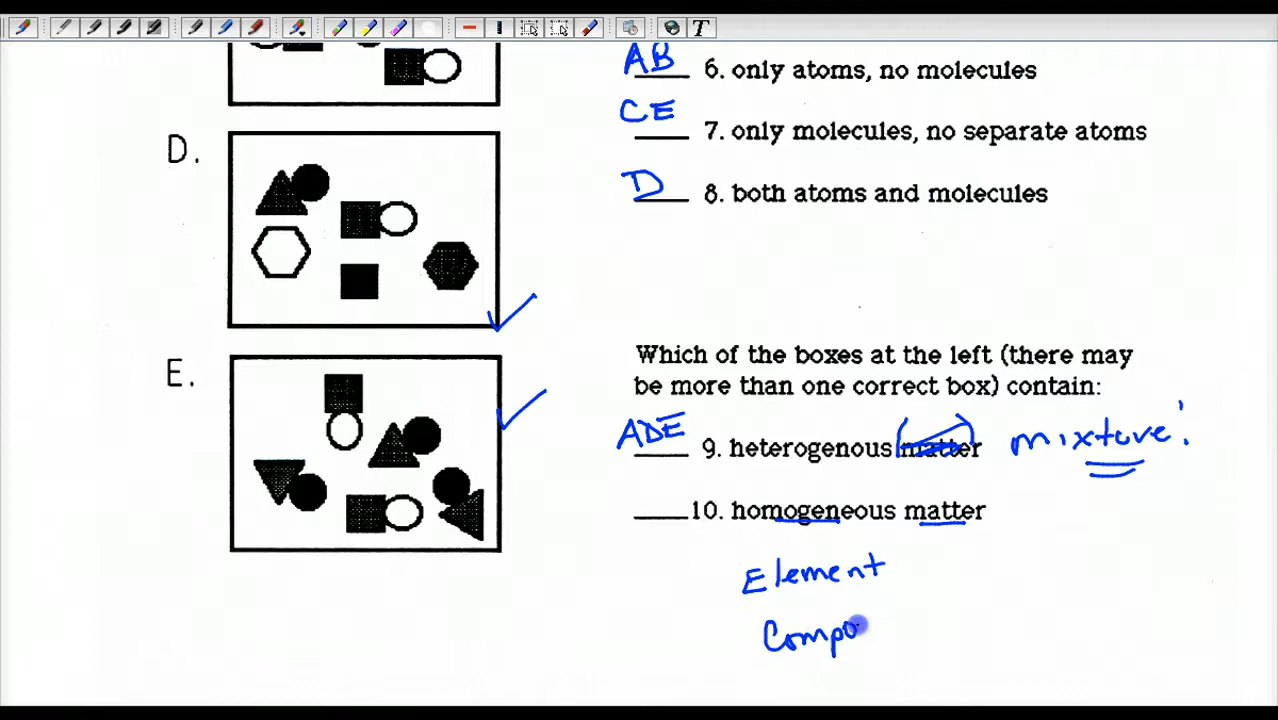 AB 6. only atoms, no molecules
CE 7. only molecules, no separate atoms
D.
D 8. both atoms and molecules
E.
Which of the boxes at the left (there may
be more than one correct box) contain:
ADE 9. heterogenous matter mixture!
10. homogeneous matter
Element
Compo